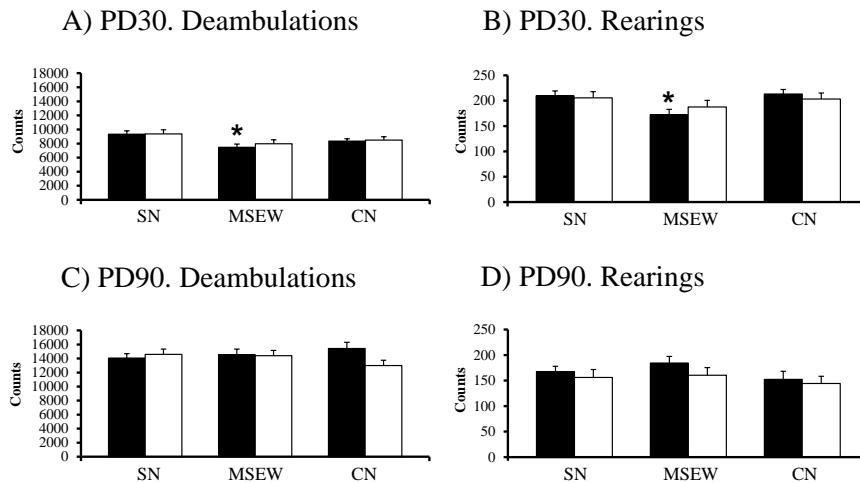 A) PD30. Deambulations
18000
16000
14000
12000
10000
8000
6000
4000
2000
0
Counts
*
SN MSEW CN
B) PD30. Rearings
250
200
150
100
50
0
Counts
*
SN MSEW CN
C) PD90. Deambulations
18000
16000
14000
12000
10000
8000
6000
4000
2000
0
Counts
SN MSEW CN
D) PD90. Rearings
250
200
150
100
50
0
Counts
SN MSEW CN